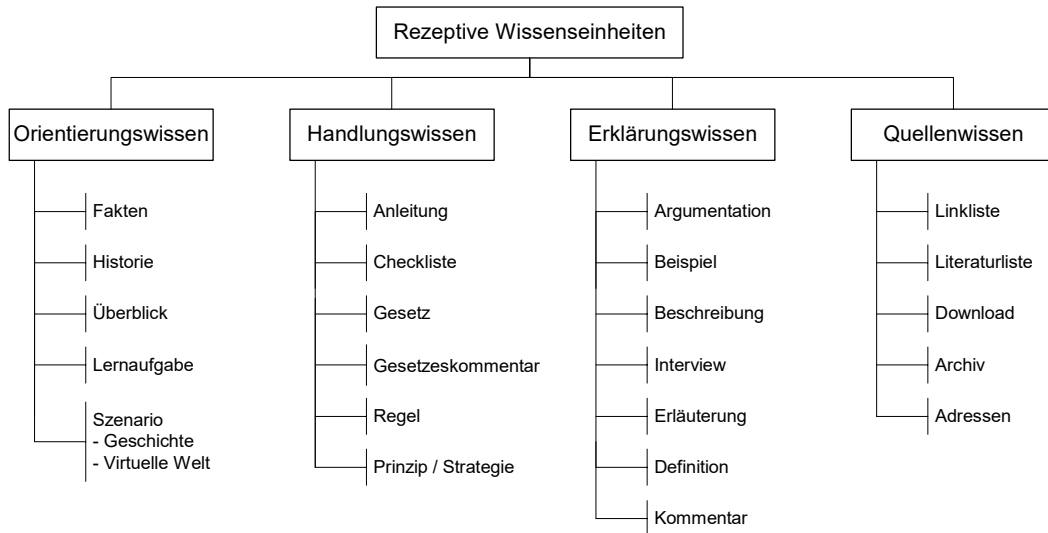 Rezeptive Wissenseinheiten
Orientierungswissen
Fakten
Historie
Überblick
Lernaufgabe
Szenario
- Geschichte
- Virtuelle Welt
Handlungswissen
Anleitung
Checkliste
Gesetz
Gesetzeskommentar
Regel
Prinzip / Strategie
Erklärungswissen
Argumentation
Beispiel
Beschreibung
Interview
Erläuterung
Definition
Kommentar
Quellenwissen
Linkliste
Literaturliste
Download
Archiv
Adressen